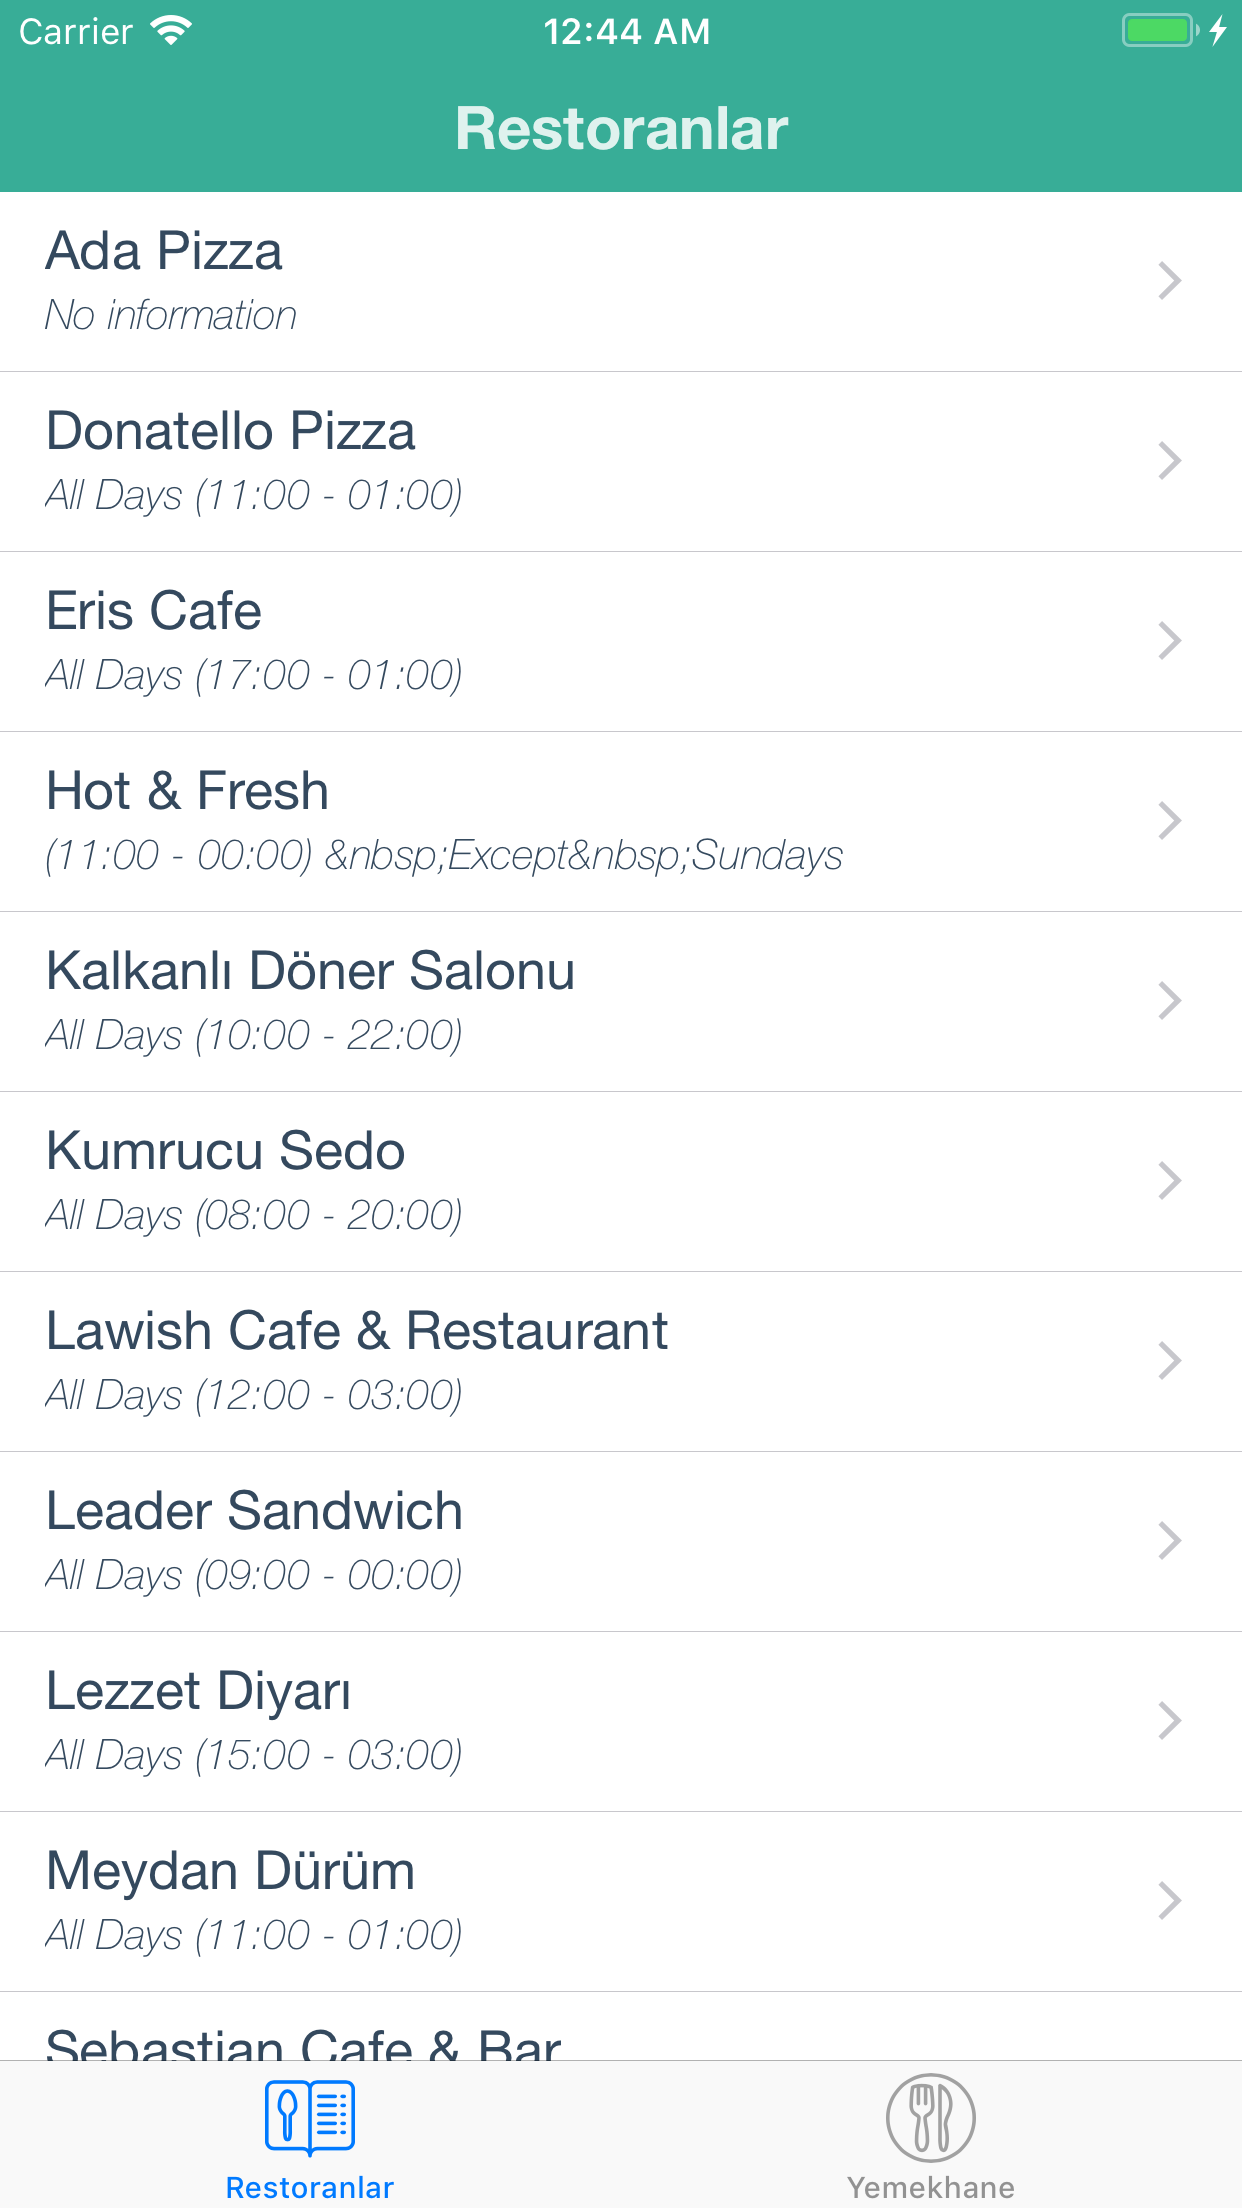 Carrier 12:44 AM
Restoranlar
Ada Pizza
No information
Donatello Pizza
All Days (11:00 - 01:00)
Eris Cafe
All Days (17:00 - 01:00)
Hot & Fresh
(11:00 - 00:00) &nbsp;Except&nbsp;Sundays
Kalkanlı Döner Salonu
All Days (10:00 - 22:00)
Kumrucu Sedo
All Days (08:00 - 20:00)
Lawish Cafe & Restaurant
All Days (12:00 - 03:00)
Leader Sandwich
All Days (09:00 - 00:00)
Lezzet Diyarı
All Days (15:00 - 03:00)
Meydan Dürüm
All Days (11:00 - 01:00)
Sebastian Cafe & Bar
Restoranlar Yemekhane